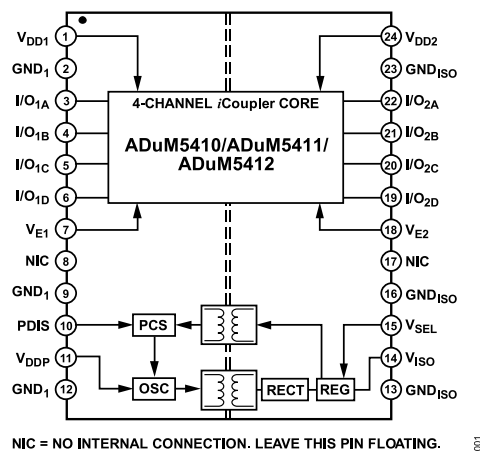 VDD1 1
GND1 2
I/O1A 3
I/O1B 4
I/O1C 5
I/O1D 6
VE1 7
NIC 8
GND1 9
PDIS 10
VDDP 11
GND1 12
4-CHANNEL iCoupler CORE
ADuM5410/ADuM5411/
ADuM5412
PCS
OSC
RECT
REG
24 VDD2
23 GNDISO
22 I/O2A
21 I/O2B
20 I/O2C
19 I/O2D
18 VE2
17 NIC
16 GNDISO
15 VSEL
14 VISO
13 GNDISO
NIC = NO INTERNAL CONNECTION. LEAVE THIS PIN FLOATING.
001